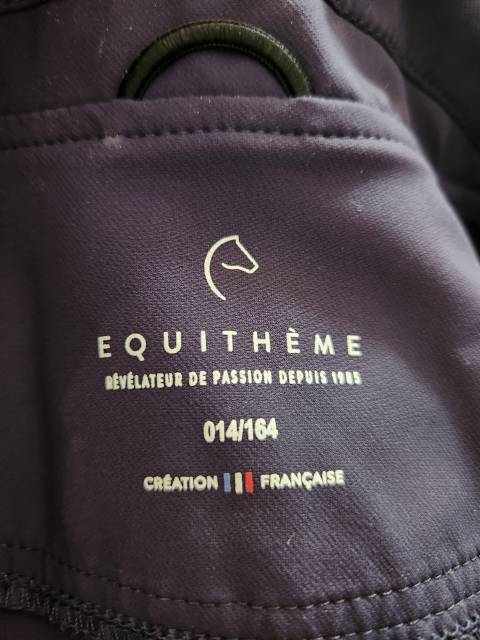 EQUITHÈME
RÉVÉLATEUR DE PASSION DEPUIS 1985
014/164
CRÉATION FRANÇAISE